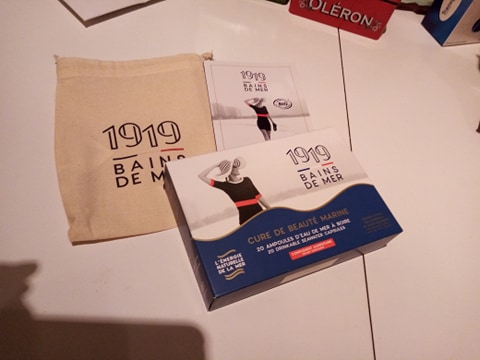 OLÉRON
1919
BAINS
DE MER
1919
BAINS
DE MER
1919
BAINS
DE MER
CURE DE BEAUTÉ MARINE
20 AMPOULES D'EAU DE MER À BOIRE
20 DRINKABLE SEAWATER CAPSULES
L'ÉNERGIE
NATURELLE
DE LA MER